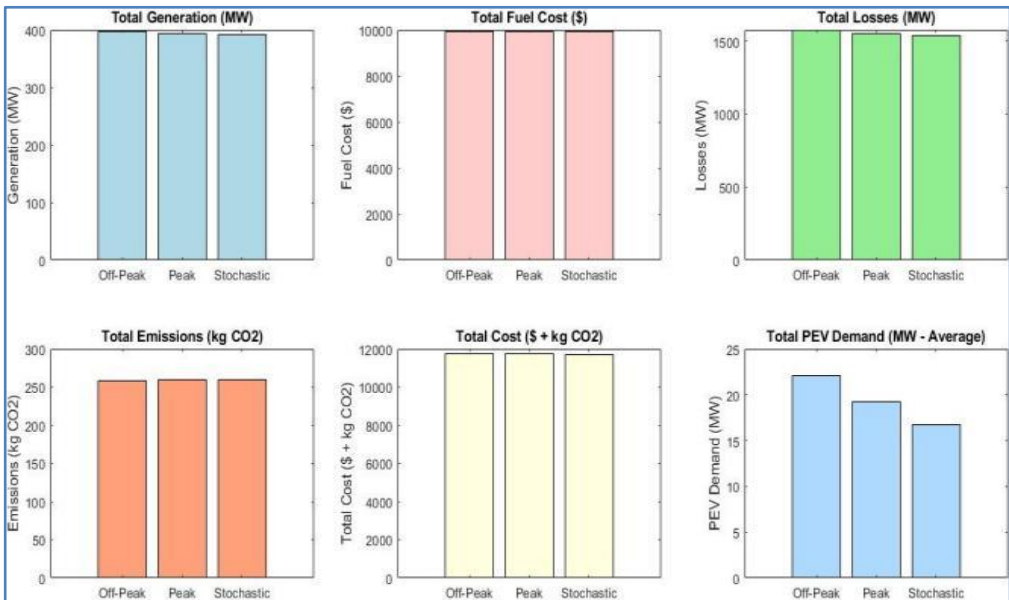 Total Generation (MW)
Generation (MW)
400
300
200
100
0
Off-Peak Peak Stochastic
Total Fuel Cost ($)
Fuel Cost ($)
10000
8000
6000
4000
2000
0
Off-Peak Peak Stochastic
Total Losses (MW)
Losses (MW)
1500
1000
500
0
Off-Peak Peak Stochastic
Total Emissions (kg CO2)
Emissions (kg CO2)
300
250
200
150
100
50
0
Off-Peak Peak Stochastic
Total Cost ($ + kg CO2)
Total Cost ($ + kg CO2)
12000
10000
8000
6000
4000
2000
0
Off-Peak Peak Stochastic
Total PEV Demand (MW - Average)
PEV Demand (MW)
25
20
15
10
5
0
Off-Peak Peak Stochastic